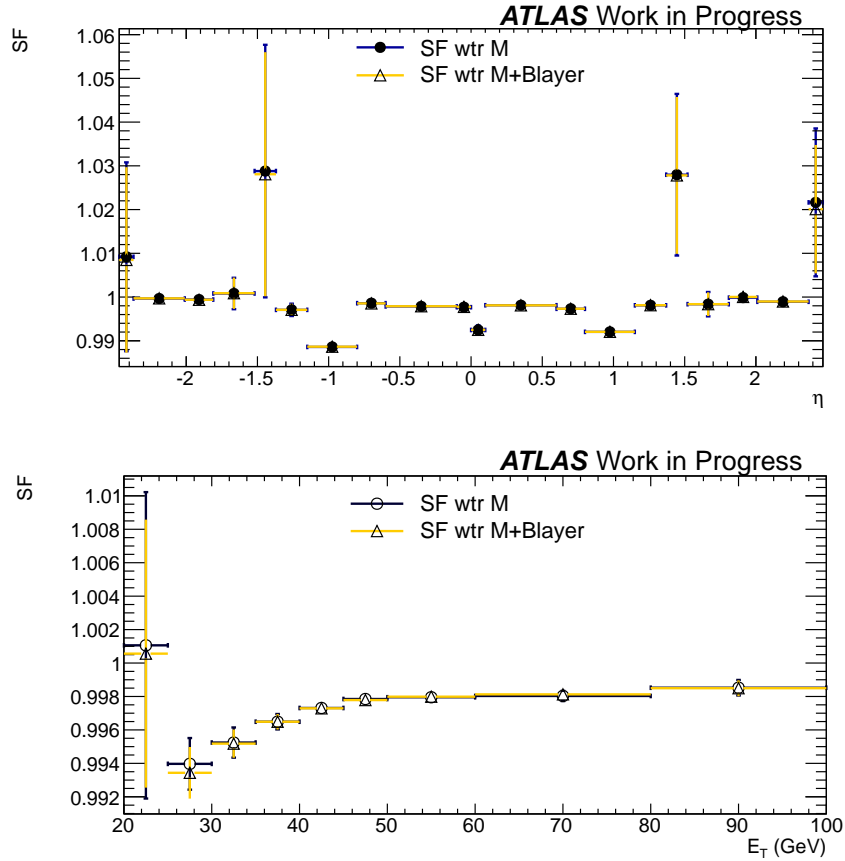 ATLAS Work in Progress
SF
1.06
SF wtr M
1.05
SF wtr M+Blayer
1.04
1.03
1.02
1.01
1
0.99
-2 -1.5 -1 -0.5 0 0.5 1 1.5 2
η
ATLAS Work in Progress
SF
1.01
SF wtr M
1.008
SF wtr M+Blayer
1.006
1.004
1.002
1
0.998
0.996
0.994
0.992
20 30 40 50 60 70 80 90 100
E_T (GeV)